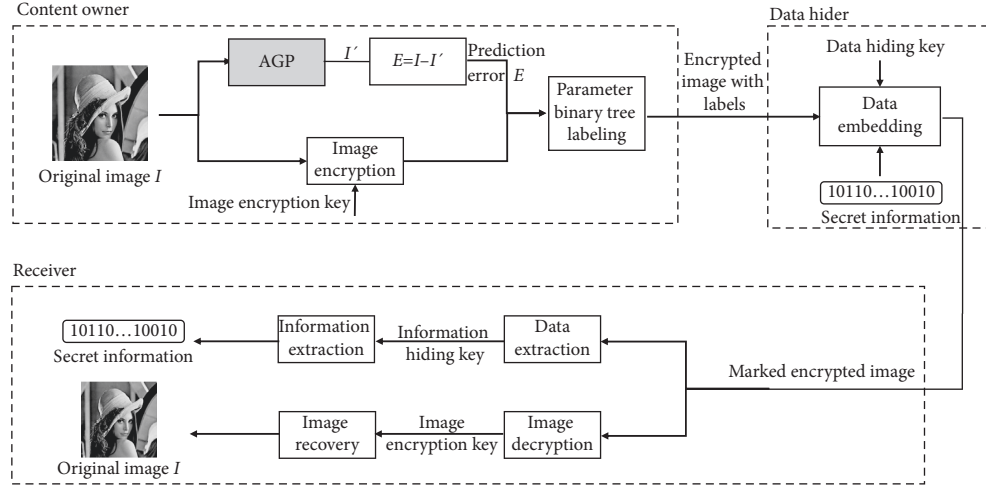 Content owner
AGP
I′
E=I–I′
Prediction
error E
Original image I
Image
encryption
Image encryption key
Parameter
binary tree
labeling
Encrypted
image with
labels
Data hider
Data hiding key
Data
embedding
10110…10010
Secret information
Receiver
10110…10010
Secret information
Information
extraction
Information
hiding key
Data
extraction
Marked encrypted image
Original image I
Image
recovery
Image
encryption key
Image
decryption